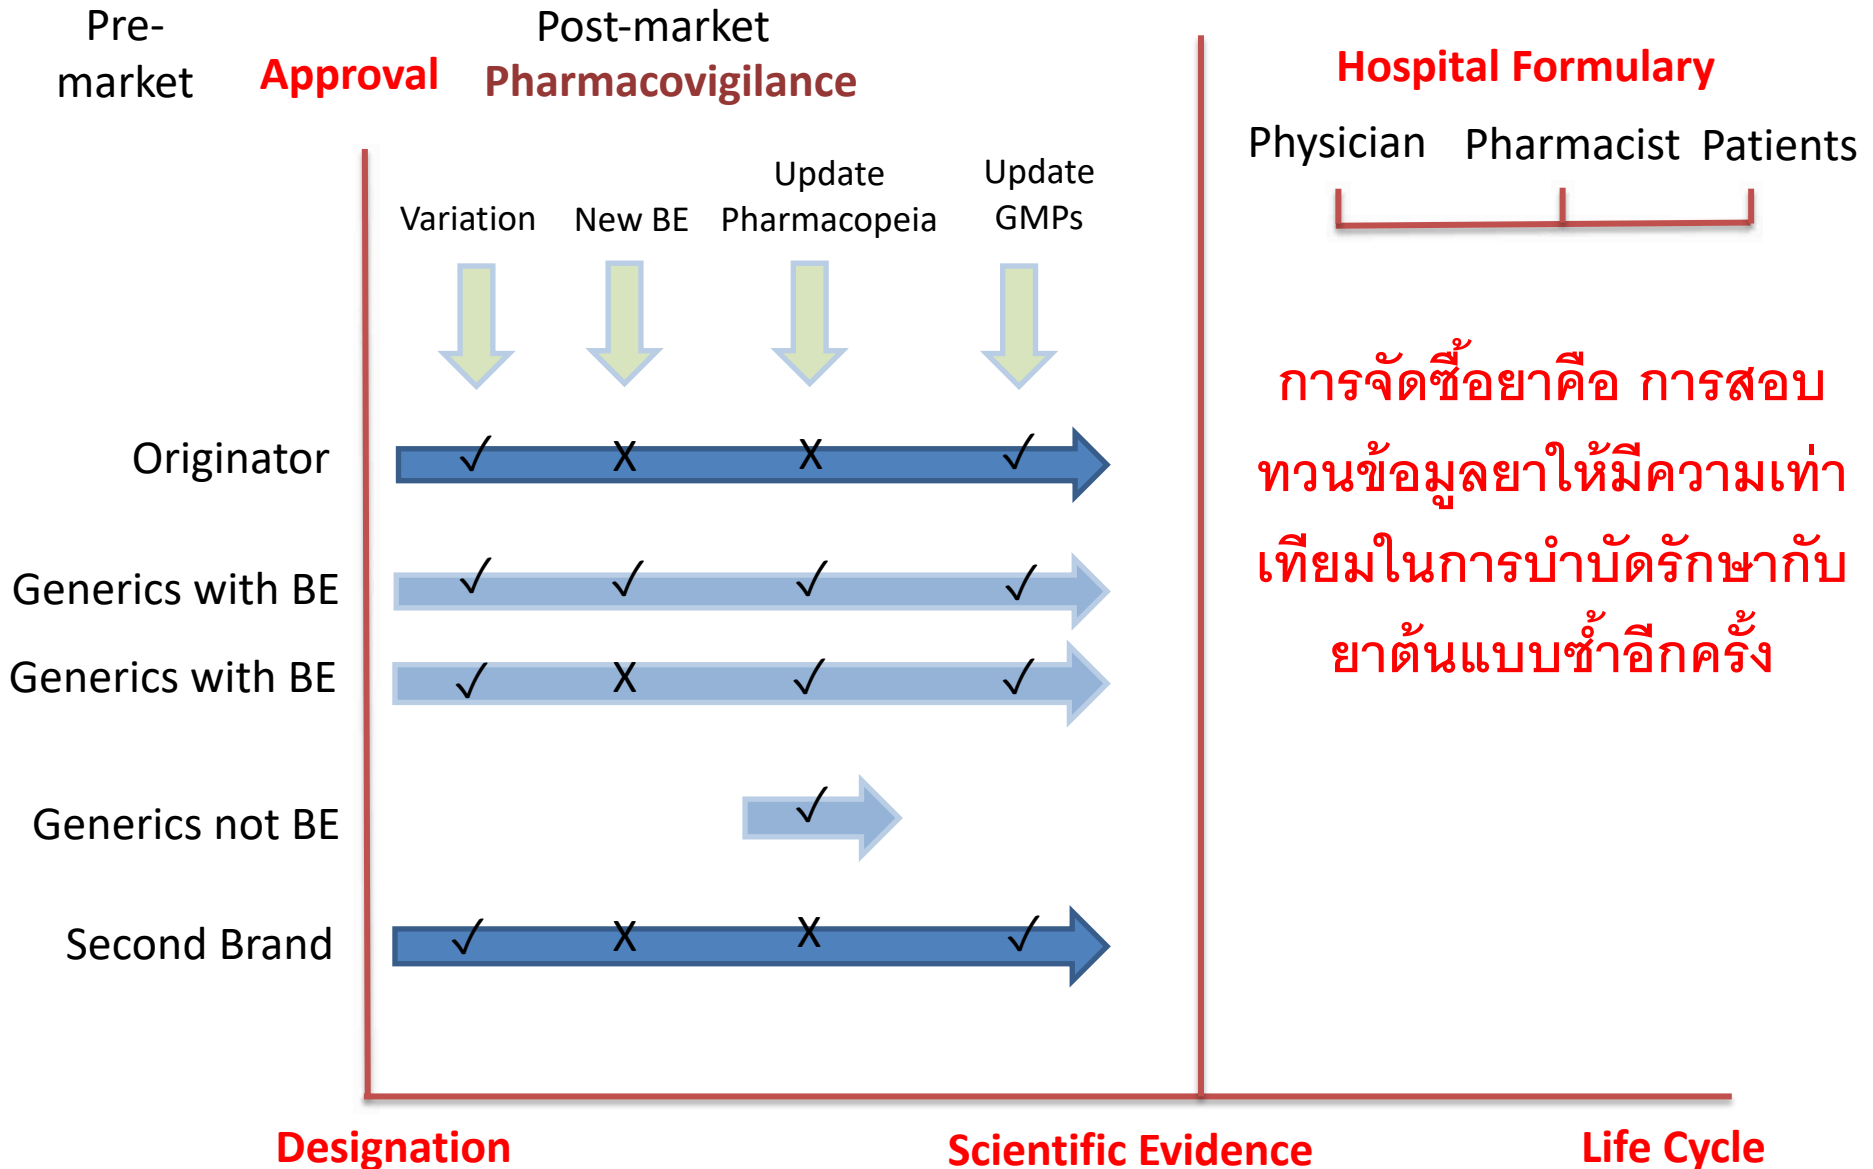 Pre-
market
Approval
Post-market
Pharmacovigilance
Hospital Formulary
Physician Pharmacist Patients
Variation
New BE
Update
Pharmacopeia
Update
GMPs
การจัดซื้อยาคือ การสอบ
ทวนข้อมูลยาให้มีความเท่า
เทียมในการบำบัดรักษากับ
ยาต้นแบบซ้ำอีกครั้ง
Originator ✓ X X ✓
Generics with BE ✓ ✓ ✓ ✓
Generics with BE ✓ X ✓ ✓
Generics not BE ✓
Second Brand ✓ X X ✓
Designation
Scientific Evidence
Life Cycle